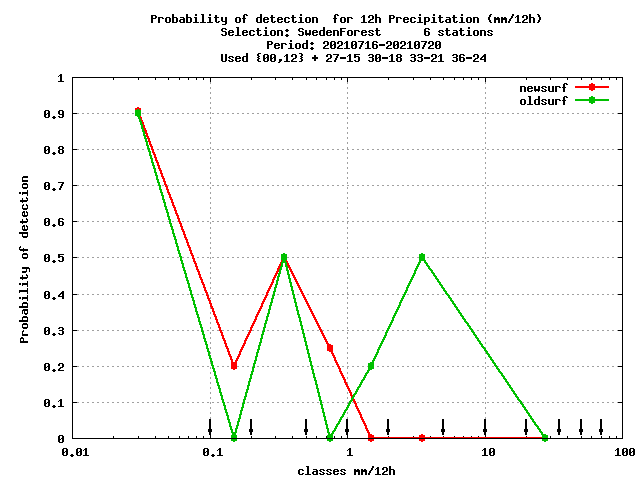 Probability of detection  for 12h Precipitation (mm/12h)
Selection: SwedenForest      6 stations
Period: 20210716-20210720
Used {00,12} + 27-15 30-18 33-21 36-24
newsurf
oldsurf
1
0.9
0.8
0.7
0.6
0.5
0.4
0.3
0.2
0.1
0
Probability of detection
0.01 0.1 1 10 100
classes mm/12h